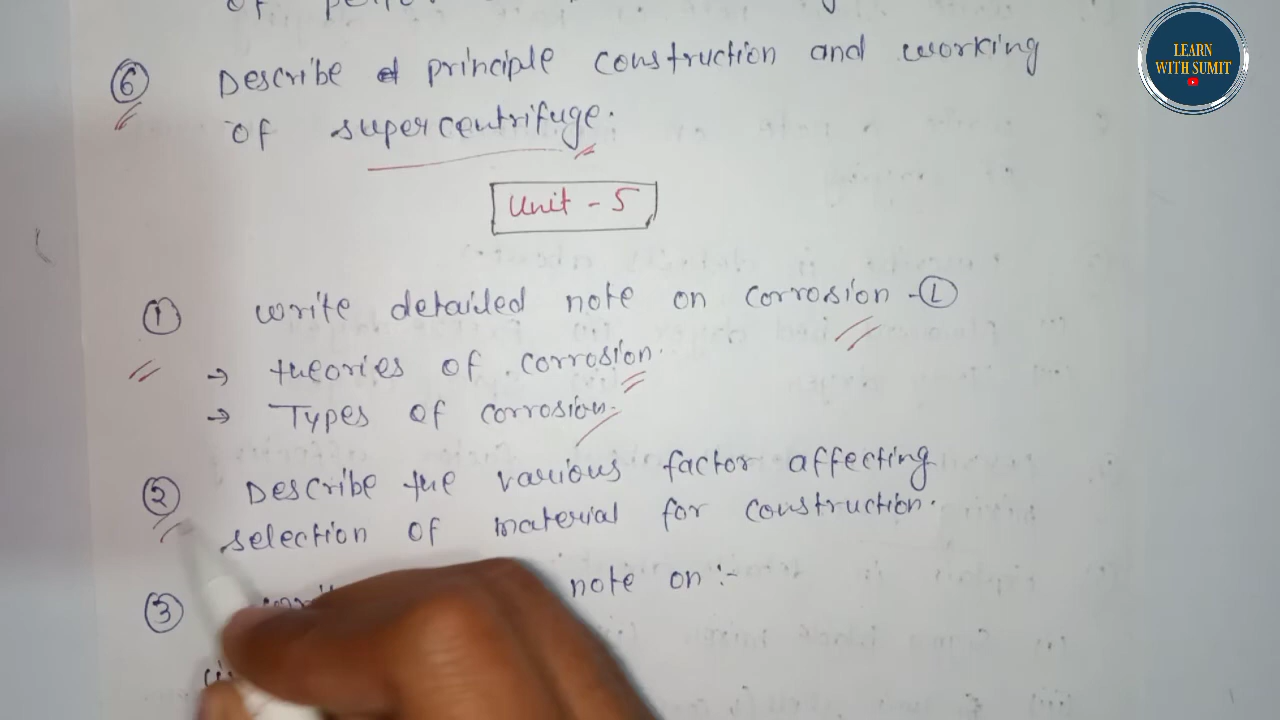 of
LEARN
WITH SUMIT
6 Describe of principle construction and working
of supercentrifuge.
Unit - 5
1 write detailed note on corrosion - L
→ theories of corrosion.
→ Types of corrosion.
2 Describe the various factor affecting
selection of material for construction.
3 note on :-